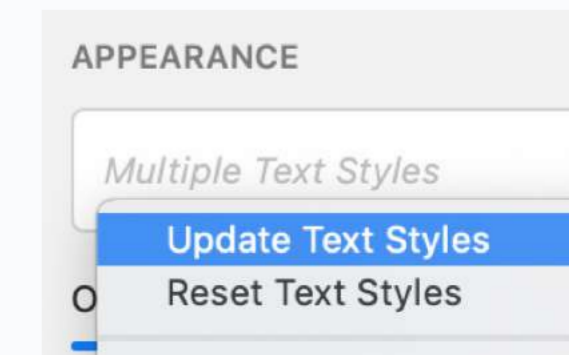 APPEARANCE
Multiple Text Styles
Update Text Styles
Reset Text Styles